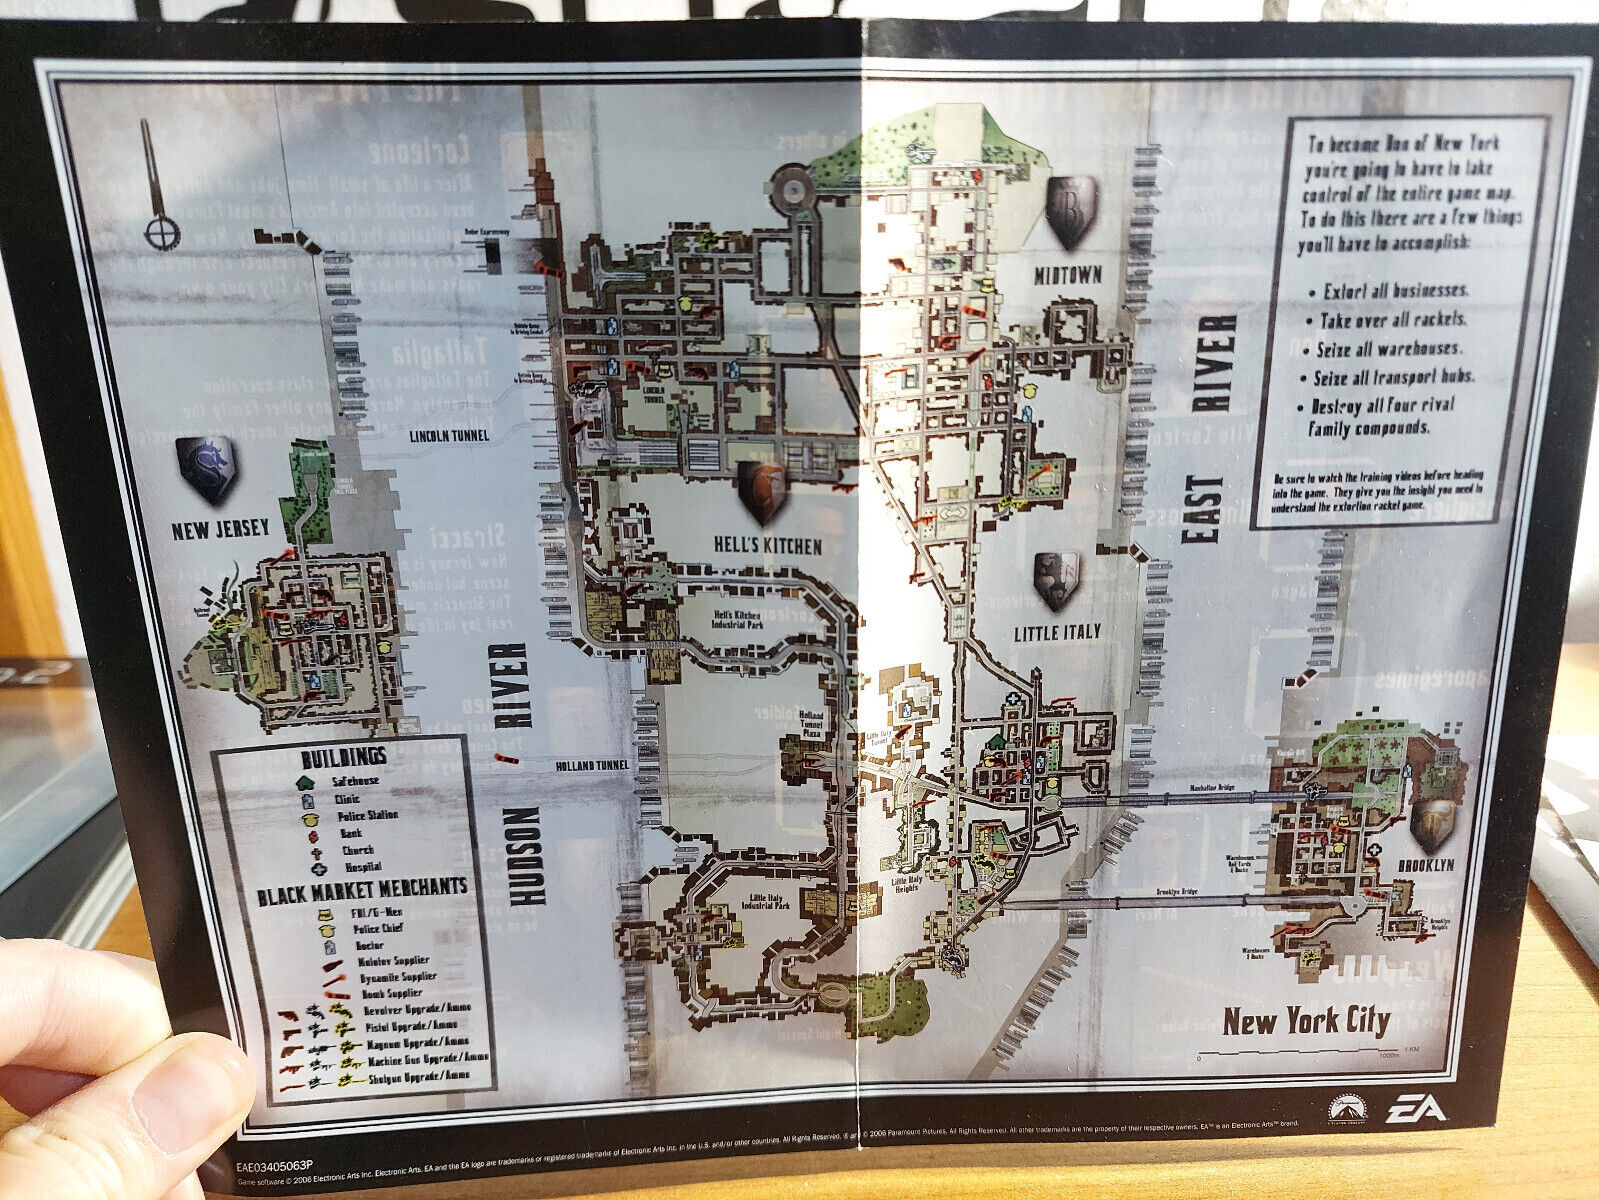 To become Don of New York
you're going to have to take
control of the entire game map.
To do this there are a few things
you'll have to accomplish:
• Extort all businesses.
• Take over all rackets.
• Seize all warehouses.
• Seize all transport hubs.
• Destroy all four rival
family compounds.
Be sure to watch the training videos before heading
into the game. They give you the insight you need to
understand the extortion racket game.
MIDTOWN
EAST RIVER
LINCOLN TUNNEL
LINCOLN
TUNNEL
NEW JERSEY
HELL'S KITCHEN
Hell's Kitchen
Industrial Park
LITTLE ITALY
HUDSON RIVER
Holland
Tunnel
Plaza
Little Italy
Tunnel
HOLLAND TUNNEL
Manhattan Bridge
Brooklyn Bridge
BROOKLYN
Brooklyn
Heights
Warehouses
& Docks
Little Italy
Heights
Little Italy
Industrial Park
BUILDINGS
Safehouse
Clinic
Police Station
Bank
Church
Hospital
BLACK MARKET MERCHANTS
FBI/G-Men
Police Chief
Doctor
Molotov Supplier
Dynamite Supplier
Bomb Supplier
Revolver Upgrade/Ammo
Pistol Upgrade/Ammo
Magnum Upgrade/Ammo
Machine Gun Upgrade/Ammo
Shotgun Upgrade/Ammo
New York City
0
1000m
1 KM
EA
EAE03405063P
Game software © 2006 Electronic Arts Inc. Electronic Arts, EA and the EA logo are trademarks or registered trademarks of Electronic Arts Inc. in the U.S. and/or other countries. All Rights Reserved. ® and © 2006 Paramount Pictures. All Rights Reserved. All other trademarks are the property of their respective owners. EA™ is an Electronic Arts™ brand.